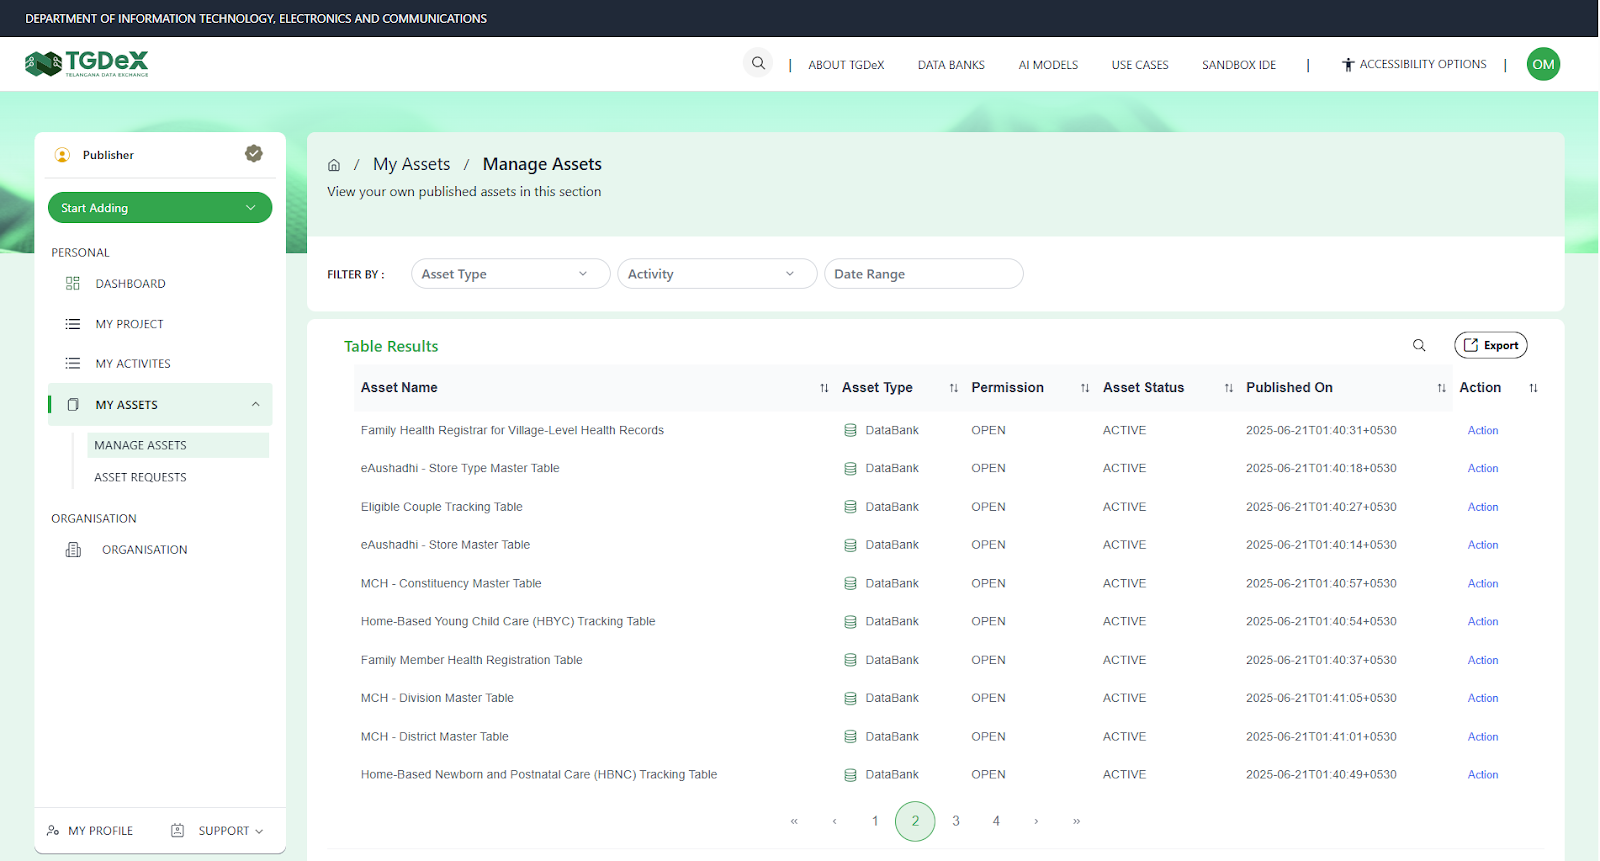 DEPARTMENT OF INFORMATION TECHNOLOGY, ELECTRONICS AND COMMUNICATIONS
TGDeX
TELANGANA DATA EXCHANGE
| ABOUT TGDeX DATA BANKS AI MODELS USE CASES SANDBOX IDE | ACCESSIBILITY OPTIONS | OM
Publisher
Start Adding
PERSONAL
DASHBOARD
MY PROJECT
MY ACTIVITES
MY ASSETS
MANAGE ASSETS
ASSET REQUESTS
ORGANISATION
ORGANISATION
MY PROFILE SUPPORT
/ My Assets / Manage Assets
View your own published assets in this section
FILTER BY : Asset Type Activity Date Range
Table Results Export
Asset Name Asset Type Permission Asset Status Published On Action
Family Health Registrar for Village-Level Health Records DataBank OPEN ACTIVE 2025-06-21T01:40:31+0530 Action
eAushadhi - Store Type Master Table DataBank OPEN ACTIVE 2025-06-21T01:40:18+0530 Action
Eligible Couple Tracking Table DataBank OPEN ACTIVE 2025-06-21T01:40:27+0530 Action
eAushadhi - Store Master Table DataBank OPEN ACTIVE 2025-06-21T01:40:14+0530 Action
MCH - Constituency Master Table DataBank OPEN ACTIVE 2025-06-21T01:40:57+0530 Action
Home-Based Young Child Care (HBYC) Tracking Table DataBank OPEN ACTIVE 2025-06-21T01:40:54+0530 Action
Family Member Health Registration Table DataBank OPEN ACTIVE 2025-06-21T01:40:37+0530 Action
MCH - Division Master Table DataBank OPEN ACTIVE 2025-06-21T01:41:05+0530 Action
MCH - District Master Table DataBank OPEN ACTIVE 2025-06-21T01:41:01+0530 Action
Home-Based Newborn and Postnatal Care (HBNC) Tracking Table DataBank OPEN ACTIVE 2025-06-21T01:40:49+0530 Action
« ‹ 1 2 3 4 › »